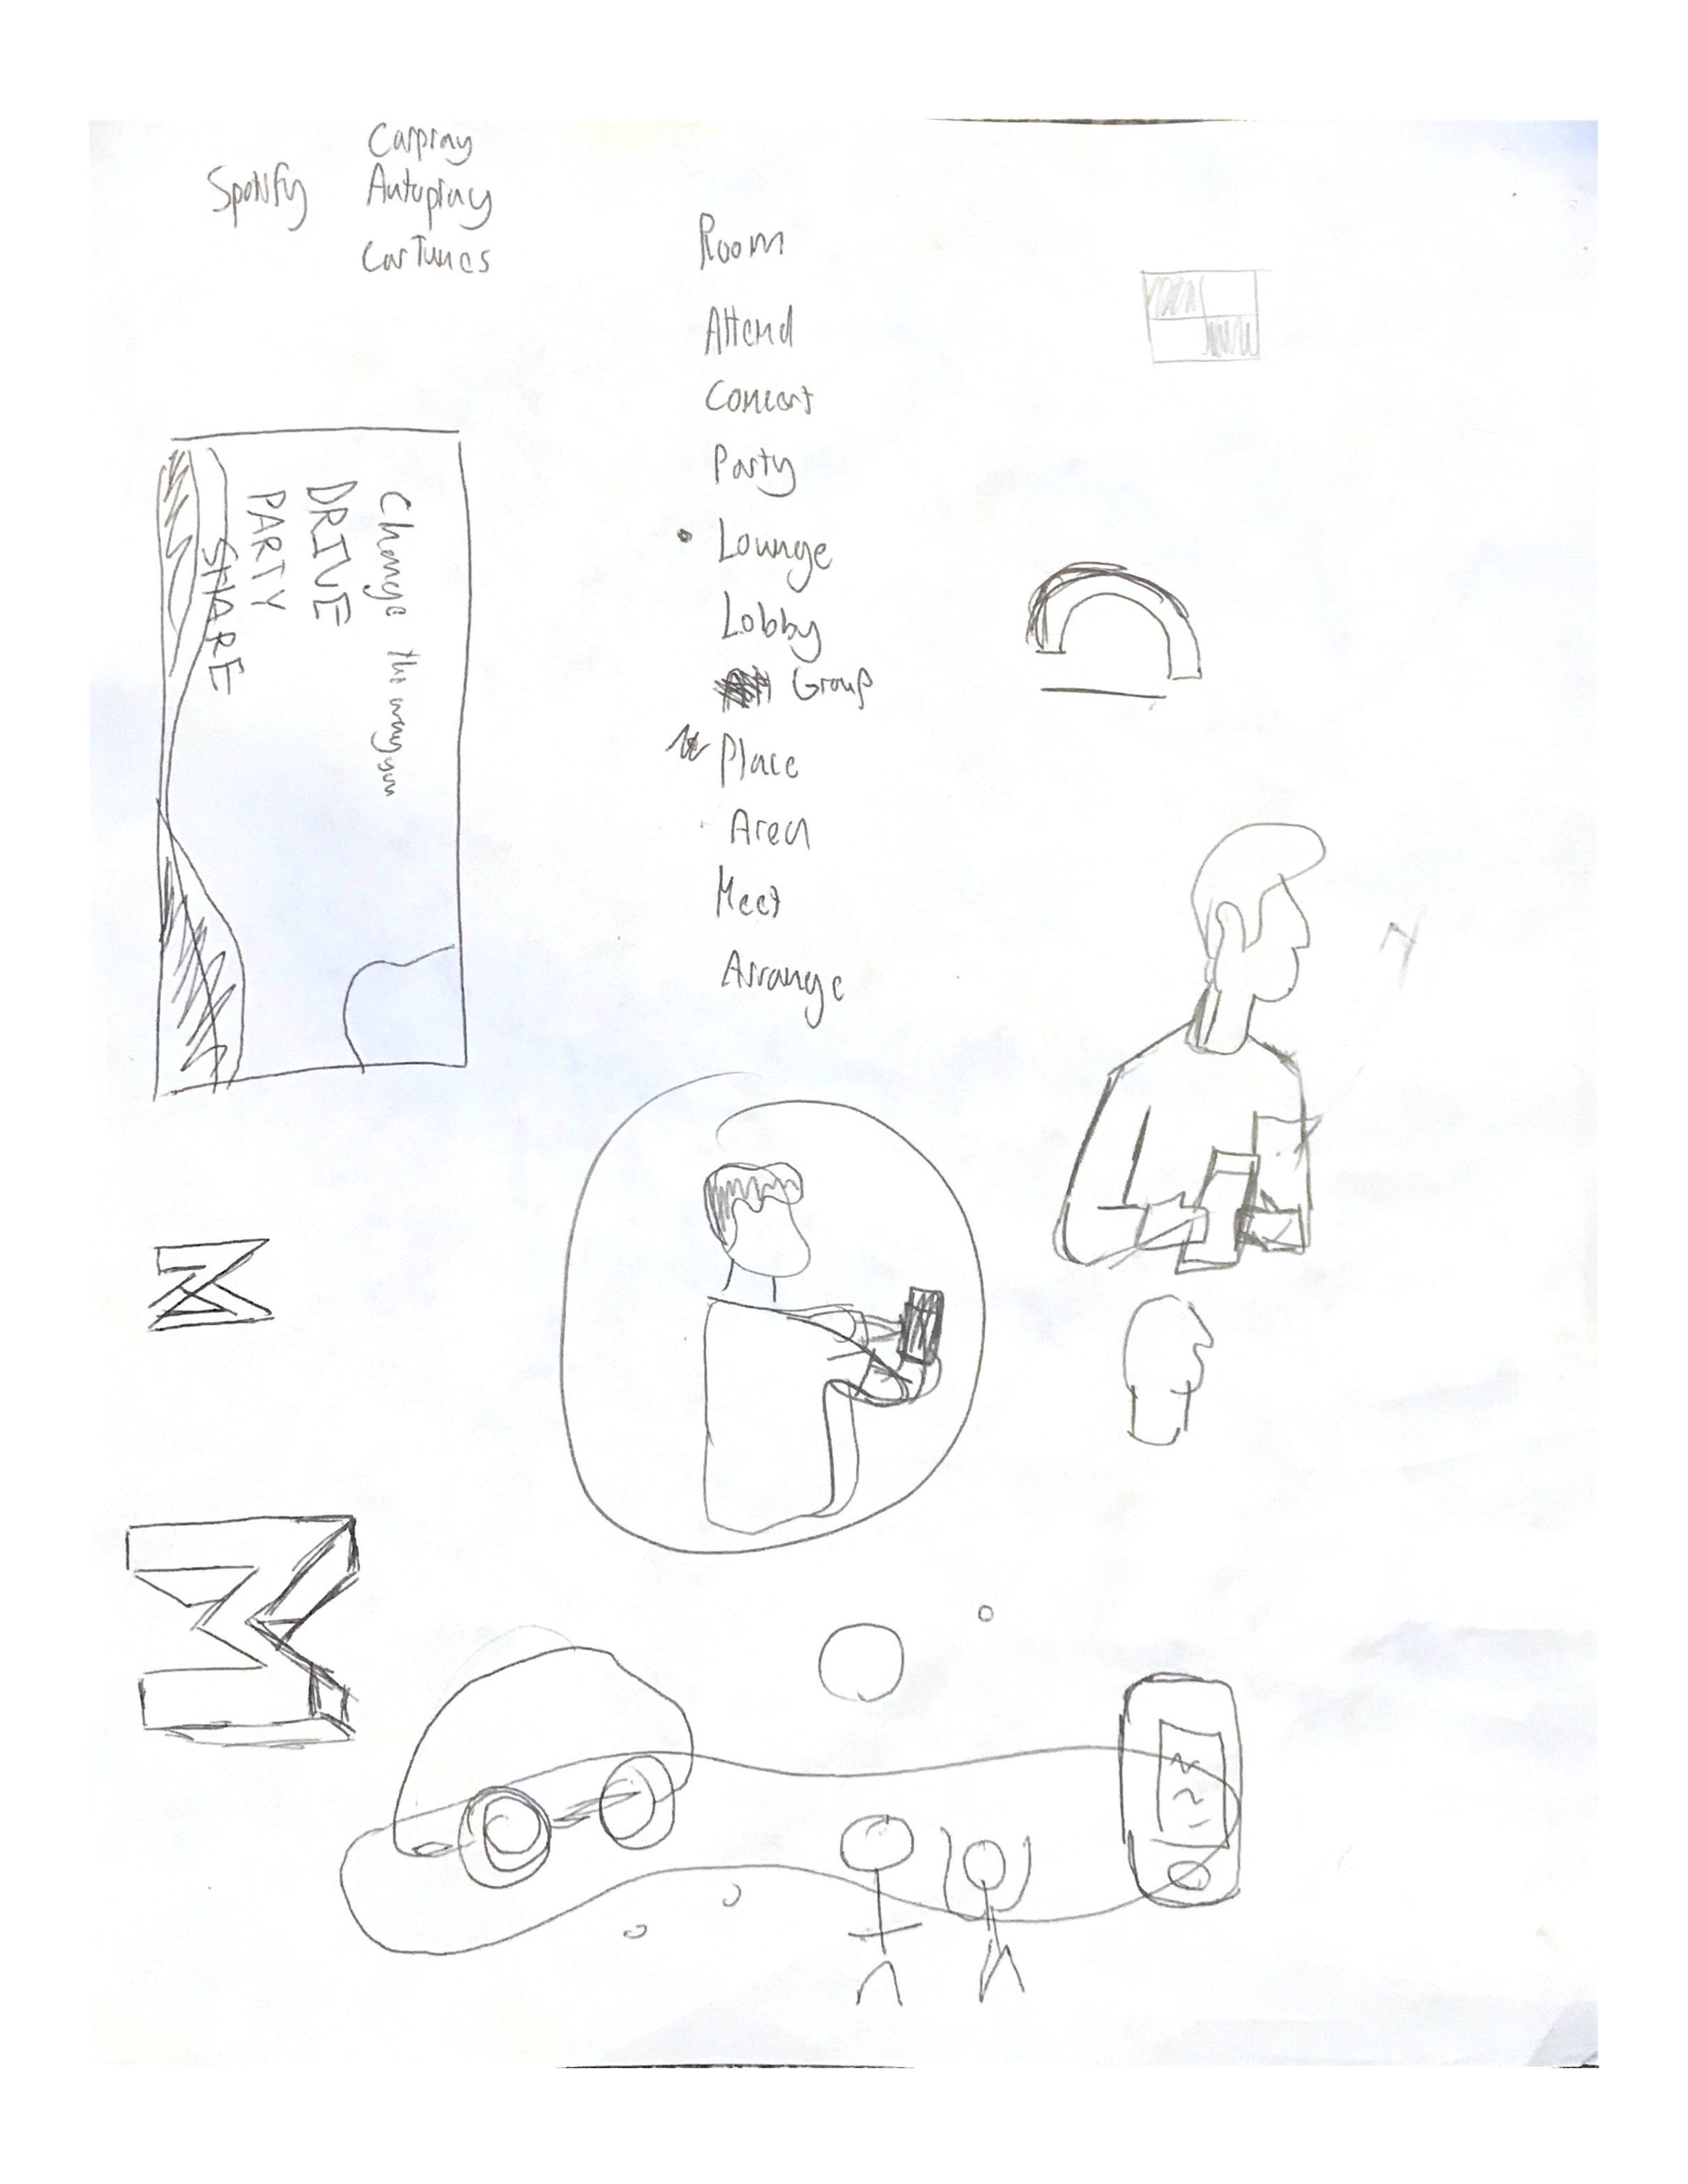 Carpray
Spotify
Autoplay
CarTunes
Room
Attend
Concert
Party
Lounge
Lobby
Group
Place
Area
Meet
Arrange
Change the way you
DRIVE
PARTY
SHARE